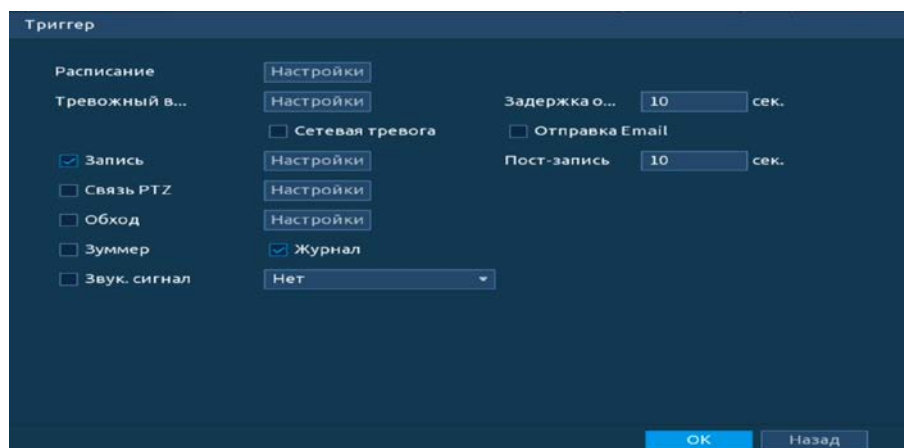 Триггер
Расписание Настройки
Тревожный в... Настройки Задержка о... 10 сек.
Сетевая тревога Отправка Email
Запись Настройки Пост-запись 10 сек.
Связь PTZ Настройки
Обход Настройки
Зуммер Журнал
Звук. сигнал Нет
OK Назад